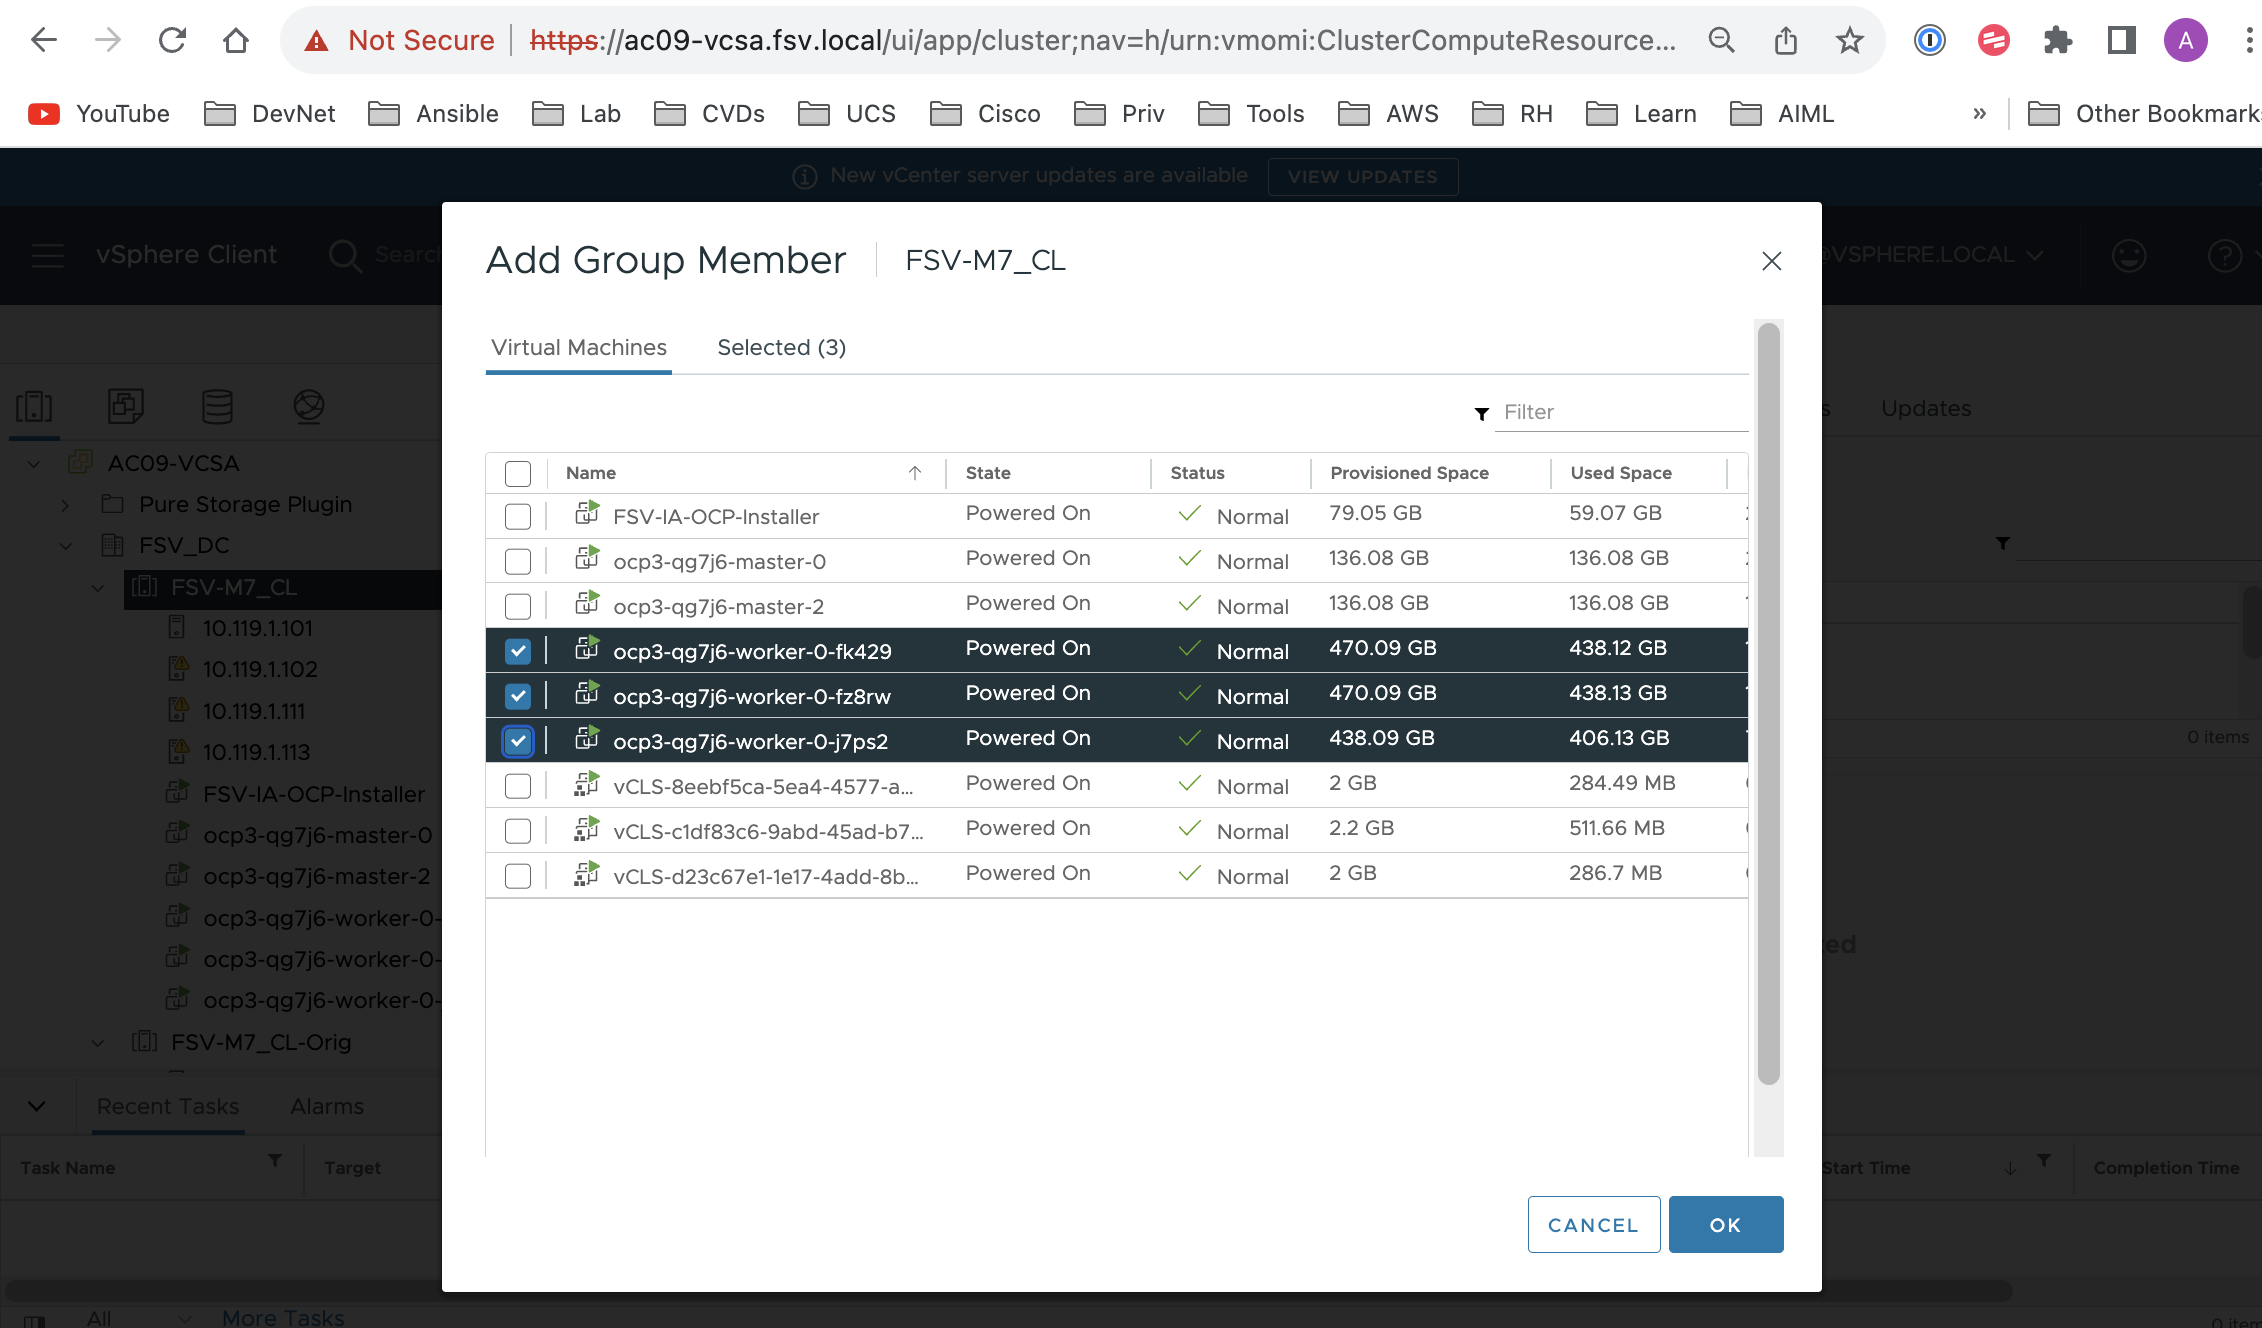 Not Secure https://ac09-vcsa.fsv.local/ui/app/cluster;nav=h/urn:vmomi:ClusterComputeResource... A
YouTube DevNet Ansible Lab CVDs UCS Cisco Priv Tools AWS RH Learn AIML » Other Bookmarks
New vCenter server updates are available VIEW UPDATES
vSphere Client Search @VSPHERE.LOCAL
Add Group Member FSV-M7_CL
Virtual Machines Selected (3)
Filter
Updates
Name State Status Provisioned Space Used Space
FSV-IA-OCP-Installer Powered On Normal 79.05 GB 59.07 GB
ocp3-qg7j6-master-0 Powered On Normal 136.08 GB 136.08 GB
ocp3-qg7j6-master-2 Powered On Normal 136.08 GB 136.08 GB
ocp3-qg7j6-worker-0-fk429 Powered On Normal 470.09 GB 438.12 GB
ocp3-qg7j6-worker-0-fz8rw Powered On Normal 470.09 GB 438.13 GB
ocp3-qg7j6-worker-0-j7ps2 Powered On Normal 438.09 GB 406.13 GB
vCLS-8eebf5ca-5ea4-4577-a... Powered On Normal 2 GB 284.49 MB
vCLS-c1df83c6-9abd-45ad-b7... Powered On Normal 2.2 GB 511.66 MB
vCLS-d23c67e1-1e17-4add-8b... Powered On Normal 2 GB 286.7 MB
CANCEL OK
AC09-VCSA
Pure Storage Plugin
FSV_DC
FSV-M7_CL
10.119.1.101
10.119.1.102
10.119.1.111
10.119.1.113
FSV-IA-OCP-Installer
ocp3-qg7j6-master-0
ocp3-qg7j6-master-2
ocp3-qg7j6-worker-0-
ocp3-qg7j6-worker-0-
ocp3-qg7j6-worker-0-
FSV-M7_CL-Orig
0 items
Recent Tasks Alarms
Task Name Target Start Time Completion Time
All More Tasks